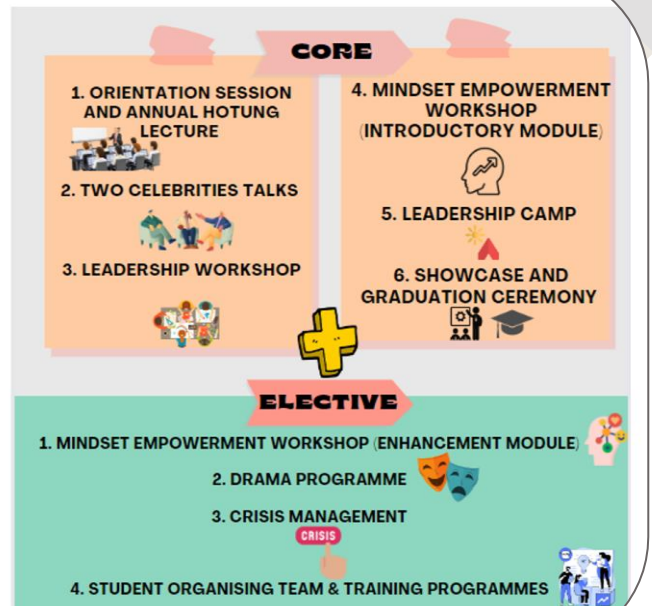 CORE
1. ORIENTATION SESSION
AND ANNUAL HOTUNG
LECTURE
2. TWO CELEBRITIES TALKS
3. LEADERSHIP WORKSHOP
4. MINDSET EMPOWERMENT
WORKSHOP
(INTRODUCTORY MODULE)
5. LEADERSHIP CAMP
6. SHOWCASE AND
GRADUATION CEREMONY
ELECTIVE
1. MINDSET EMPOWERMENT WORKSHOP (ENHANCEMENT MODULE)
2. DRAMA PROGRAMME
3. CRISIS MANAGEMENT
CRISIS
4. STUDENT ORGANISING TEAM & TRAINING PROGRAMMES